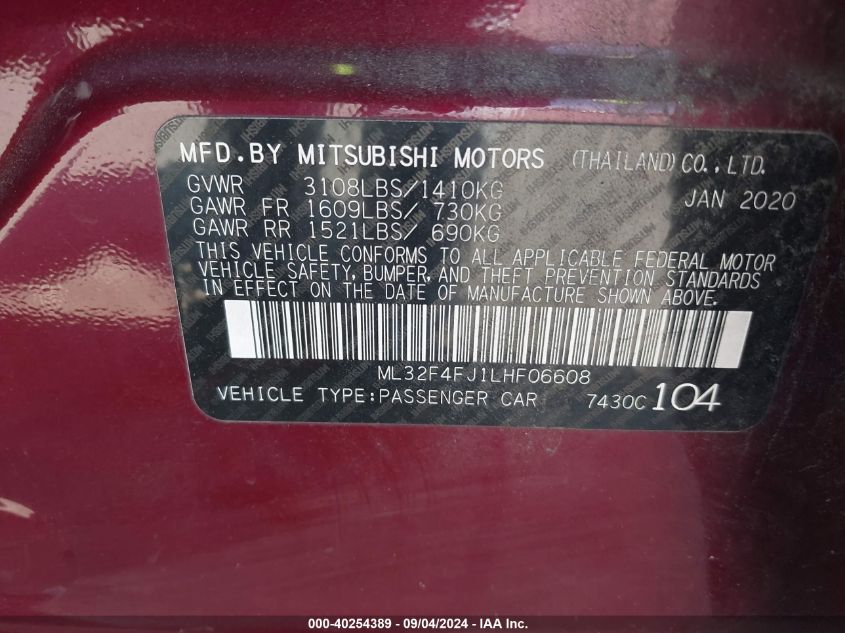 MFD.BY MITSUBISHI MOTORS (THAILAND) CO., LTD.
GVWR 3108LBS/1410KG JAN 2020
GAWR FR 1609LBS/ 730KG
GAWR RR 1521LBS/ 690KG
THIS VEHICLE CONFORMS TO ALL APPLICABLE FEDERAL MOTOR
VEHICLE SAFETY, BUMPER, AND THEFT PREVENTION STANDARDS
IN EFFECT ON THE DATE OF MANUFACTURE SHOWN ABOVE.
ML32F4FJ1LHF06608
VEHICLE TYPE:PASSENGER CAR 7430C 104
000-40254389 - 09/04/2024 - IAA Holdings, LLC.